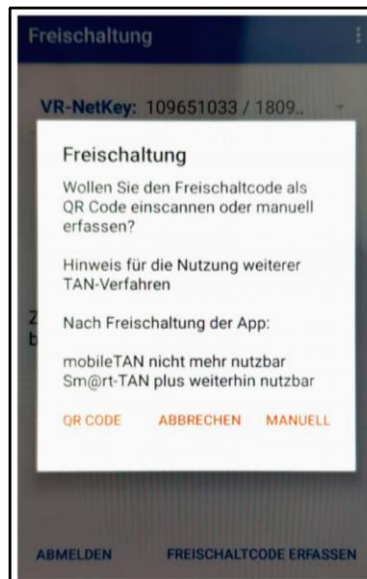 Freischaltung
VR-NetKey: 109651033 / 1809..
Freischaltung
Wollen Sie den Freischaltcode als
QR Code einscannen oder manuell
erfassen?
Hinweis für die Nutzung weiterer
TAN-Verfahren
Nach Freischaltung der App:
mobileTAN nicht mehr nutzbar
Sm@rt-TAN plus weiterhin nutzbar
QR CODE ABBRECHEN MANUELL
ABMELDEN FREISCHALTCODE ERFASSEN